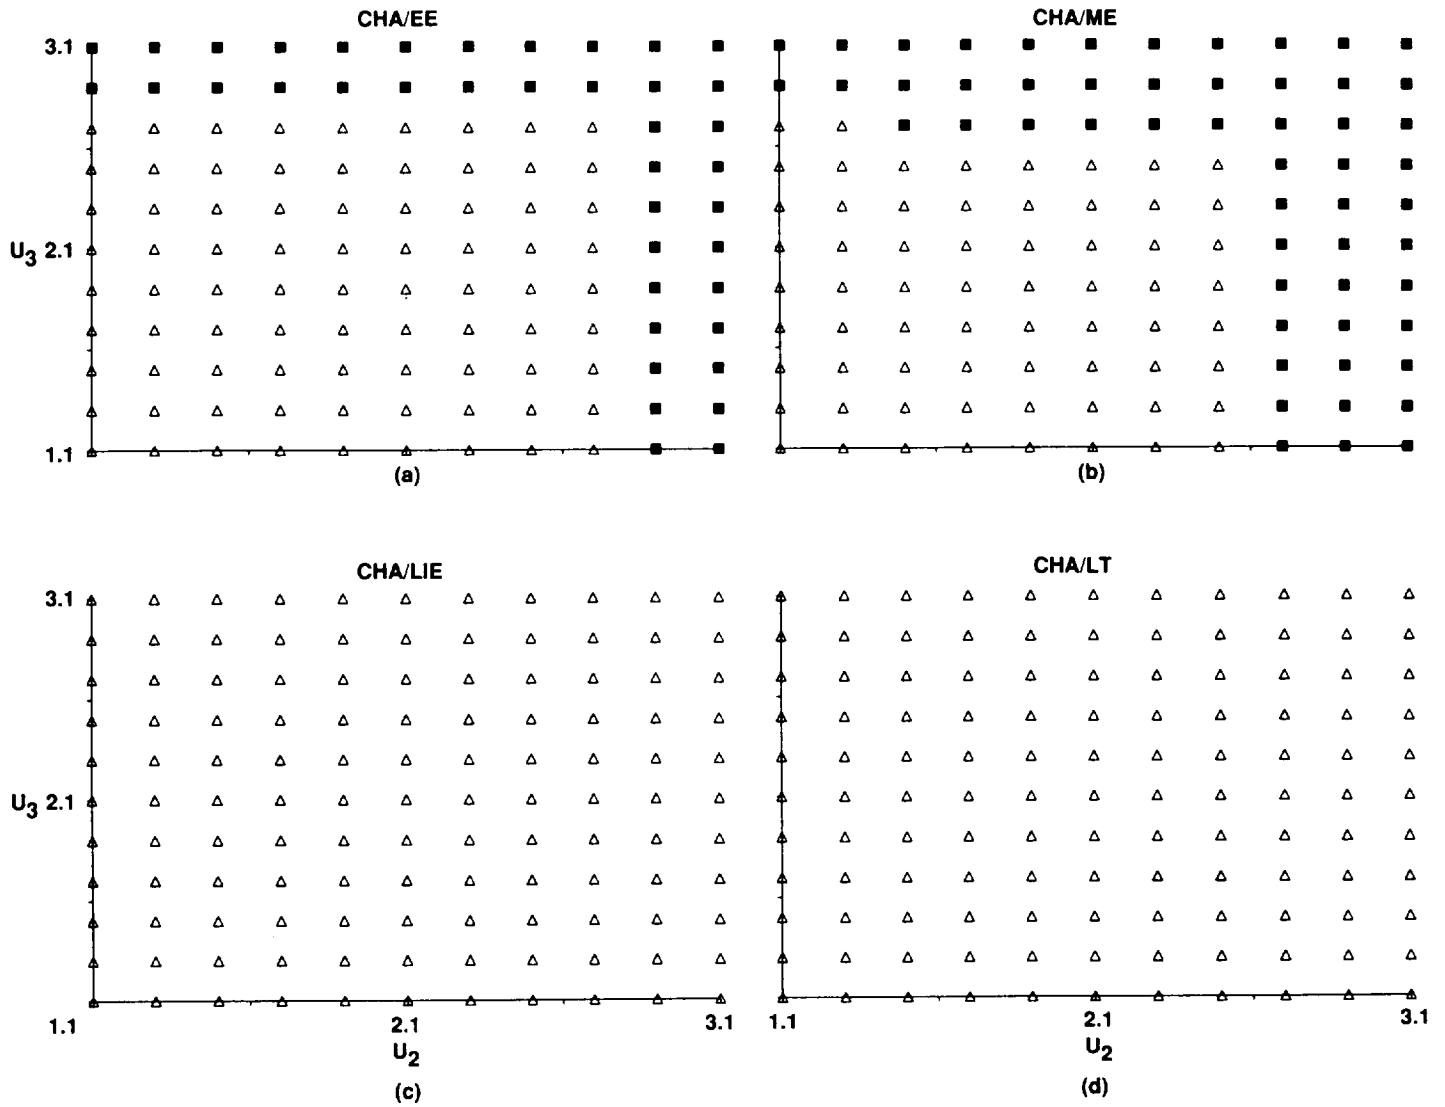 CHA/EE
CHA/ME
3.1
U3 2.1
1.1
(a)
(b)
CHA/LIE
CHA/LT
3.1
U3 2.1
1.1
2.1
3.1
1.1
2.1
3.1
U2
U2
(c)
(d)